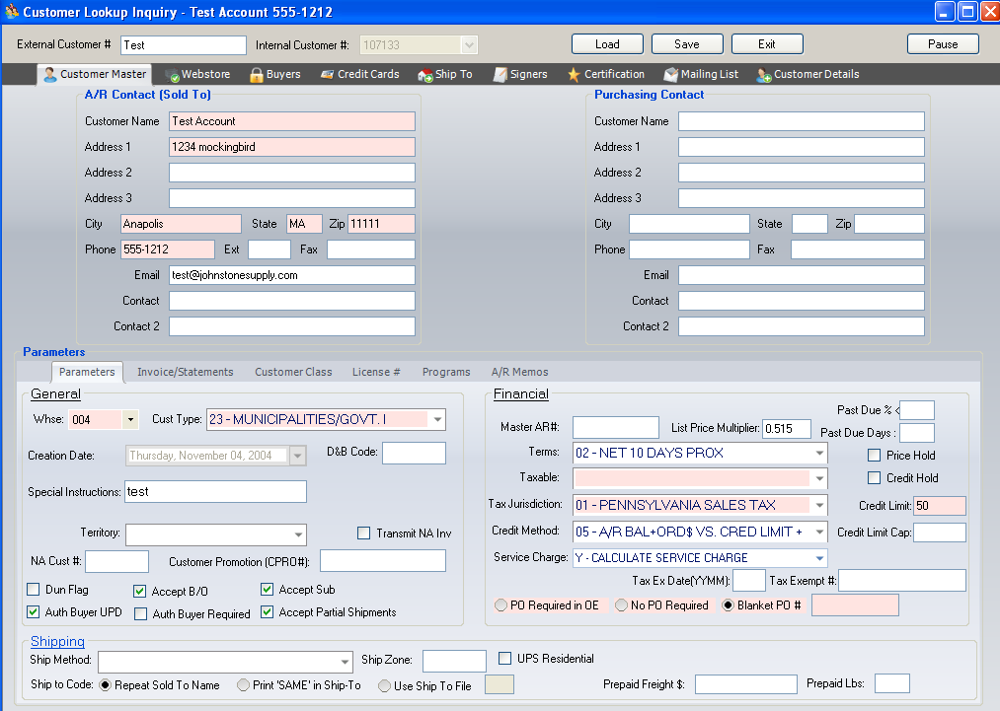 Customer Lookup Inquiry - Test Account 555-1212
External Customer # Test Internal Customer #: 107133 Load Save Exit Pause
Customer Master Webstore Buyers Credit Cards Ship To Signers Certification Mailing List Customer Details
A/R Contact (Sold To) Purchasing Contact
Customer Name Test Account Customer Name
Address 1 1234 mockingbird Address 1
Address 2 Address 2
Address 3 Address 3
City Anapolis State MA Zip 11111 City State Zip
Phone 555-1212 Ext Fax Phone Fax
Email test@johnstonesupply.com Email
Contact Contact
Contact 2 Contact 2
Parameters
Parameters Invoice/Statements Customer Class License # Programs A/R Memos
General
Whse: 004 Cust Type: 23 - MUNICIPALITIES/GOVT. I
Creation Date: Thursday, November 04, 2004 D&B Code:
Special Instructions: test
Territory: Transmit NA Inv
NA Cust #: Customer Promotion (CPRO#):
Dun Flag Accept B/O Accept Sub
Auth Buyer UPD Auth Buyer Required Accept Partial Shipments
Financial
Past Due % <
Master AR#: List Price Multiplier: 0.515 Past Due Days :
Terms: 02 - NET 10 DAYS PROX Price Hold
Taxable: Credit Hold
Tax Jurisdiction: 01 - PENNSYLVANIA SALES TAX Credit Limit: 50
Credit Method: 05 - A/R BAL+ORD$ VS. CRED LIMIT + Credit Limit Cap:
Service Charge: Y - CALCULATE SERVICE CHARGE
Tax Ex Date(YYMM): Tax Exempt #:
PO Required in OE No PO Required Blanket PO #
Shipping
Ship Method: Ship Zone: UPS Residential
Ship to Code: Repeat Sold To Name Print 'SAME' in Ship-To Use Ship To File Prepaid Freight $: Prepaid Lbs: